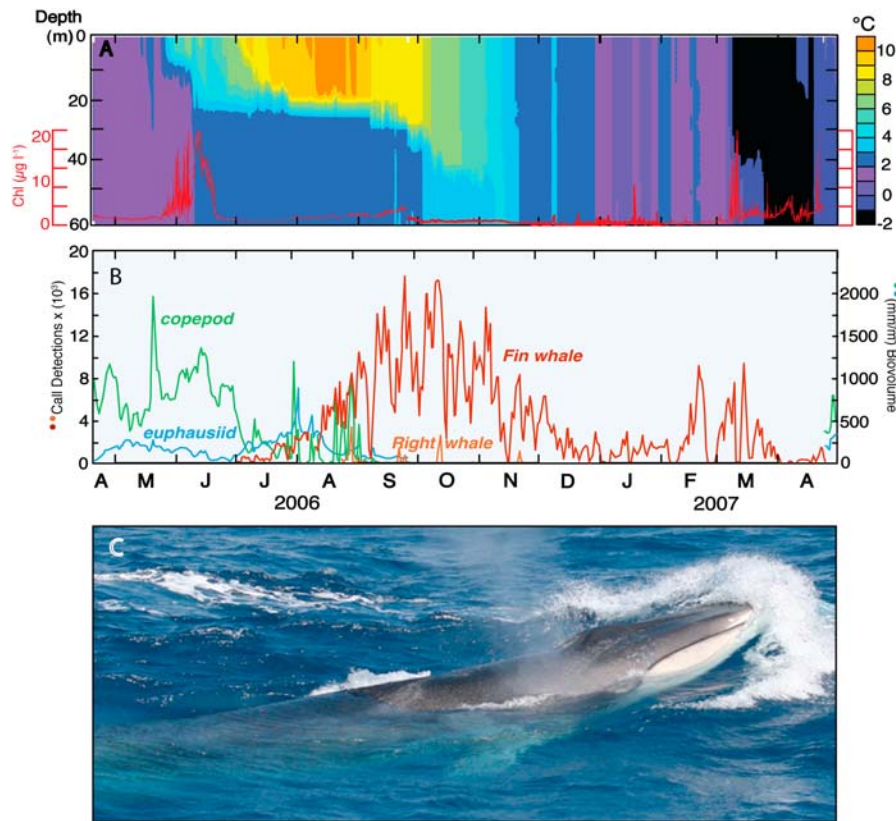 Depth
(m)
0
20
40
60
A
°C
10
8
6
4
2
0
-2
Chl (µg l⁻¹)
20
10
0
B
20
16
12
8
4
0
Call Detections x (10³)
copepod
euphausiid
Fin whale
Right whale
2000
1500
1000
500
0
(mm/m) Biovolume
A M J J A S O N D J F M A
2006 2007
C